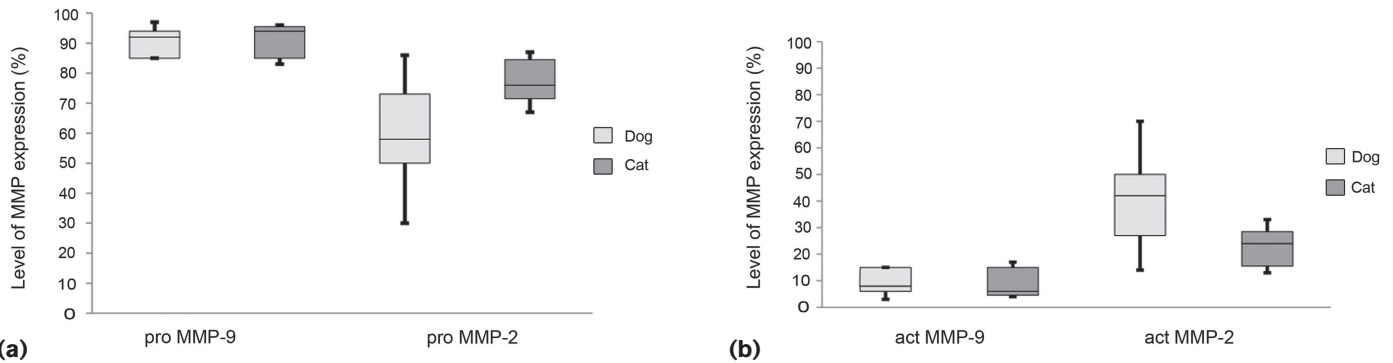 Level of MMP expression (%)
100
90
80
70
60
50
40
30
20
10
0
pro MMP-9
pro MMP-2
Dog
Cat
(a)
Level of MMP expression (%)
100
90
80
70
60
50
40
30
20
10
0
act MMP-9
act MMP-2
Dog
Cat
(b)